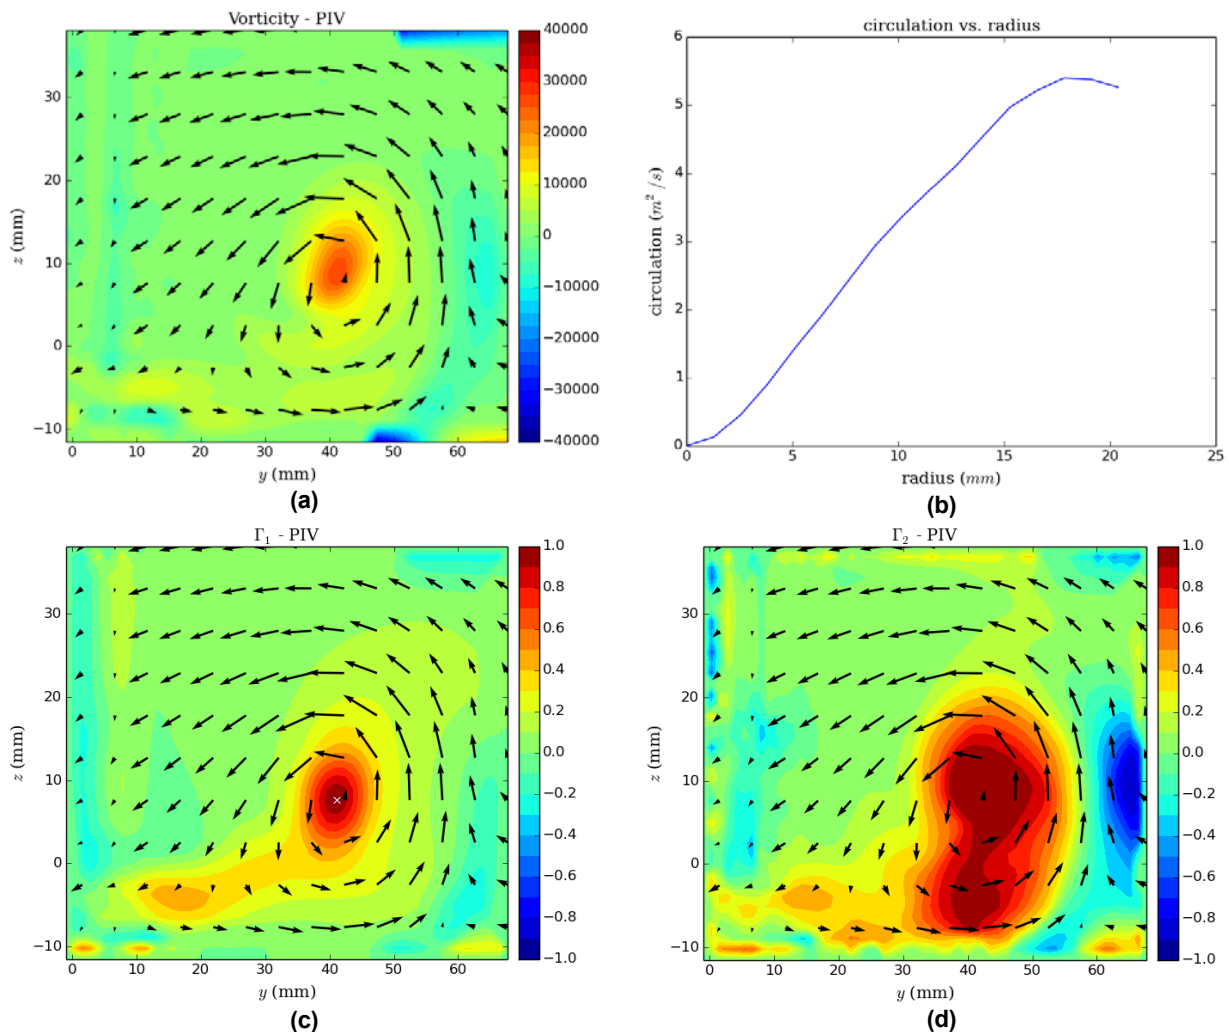 Vorticity - PIV
40000
30000
20000
10000
0
−10000
−20000
−30000
−40000
30
20
10
0
−10
z (mm)
0 10 20 30 40 50 60
y (mm)
(a)
circulation vs. radius
6
5
4
3
2
1
0
circulation (m² /s)
0 5 10 15 20 25
radius (mm)
(b)
Γ₁ - PIV
1.0
0.8
0.6
0.4
0.2
0.0
−0.2
−0.4
−0.6
−0.8
−1.0
30
20
10
0
−10
z (mm)
0 10 20 30 40 50 60
y (mm)
(c)
Γ₂ - PIV
1.0
0.8
0.6
0.4
0.2
0.0
−0.2
−0.4
−0.6
−0.8
−1.0
30
20
10
0
−10
z (mm)
0 10 20 30 40 50 60
y (mm)
(d)